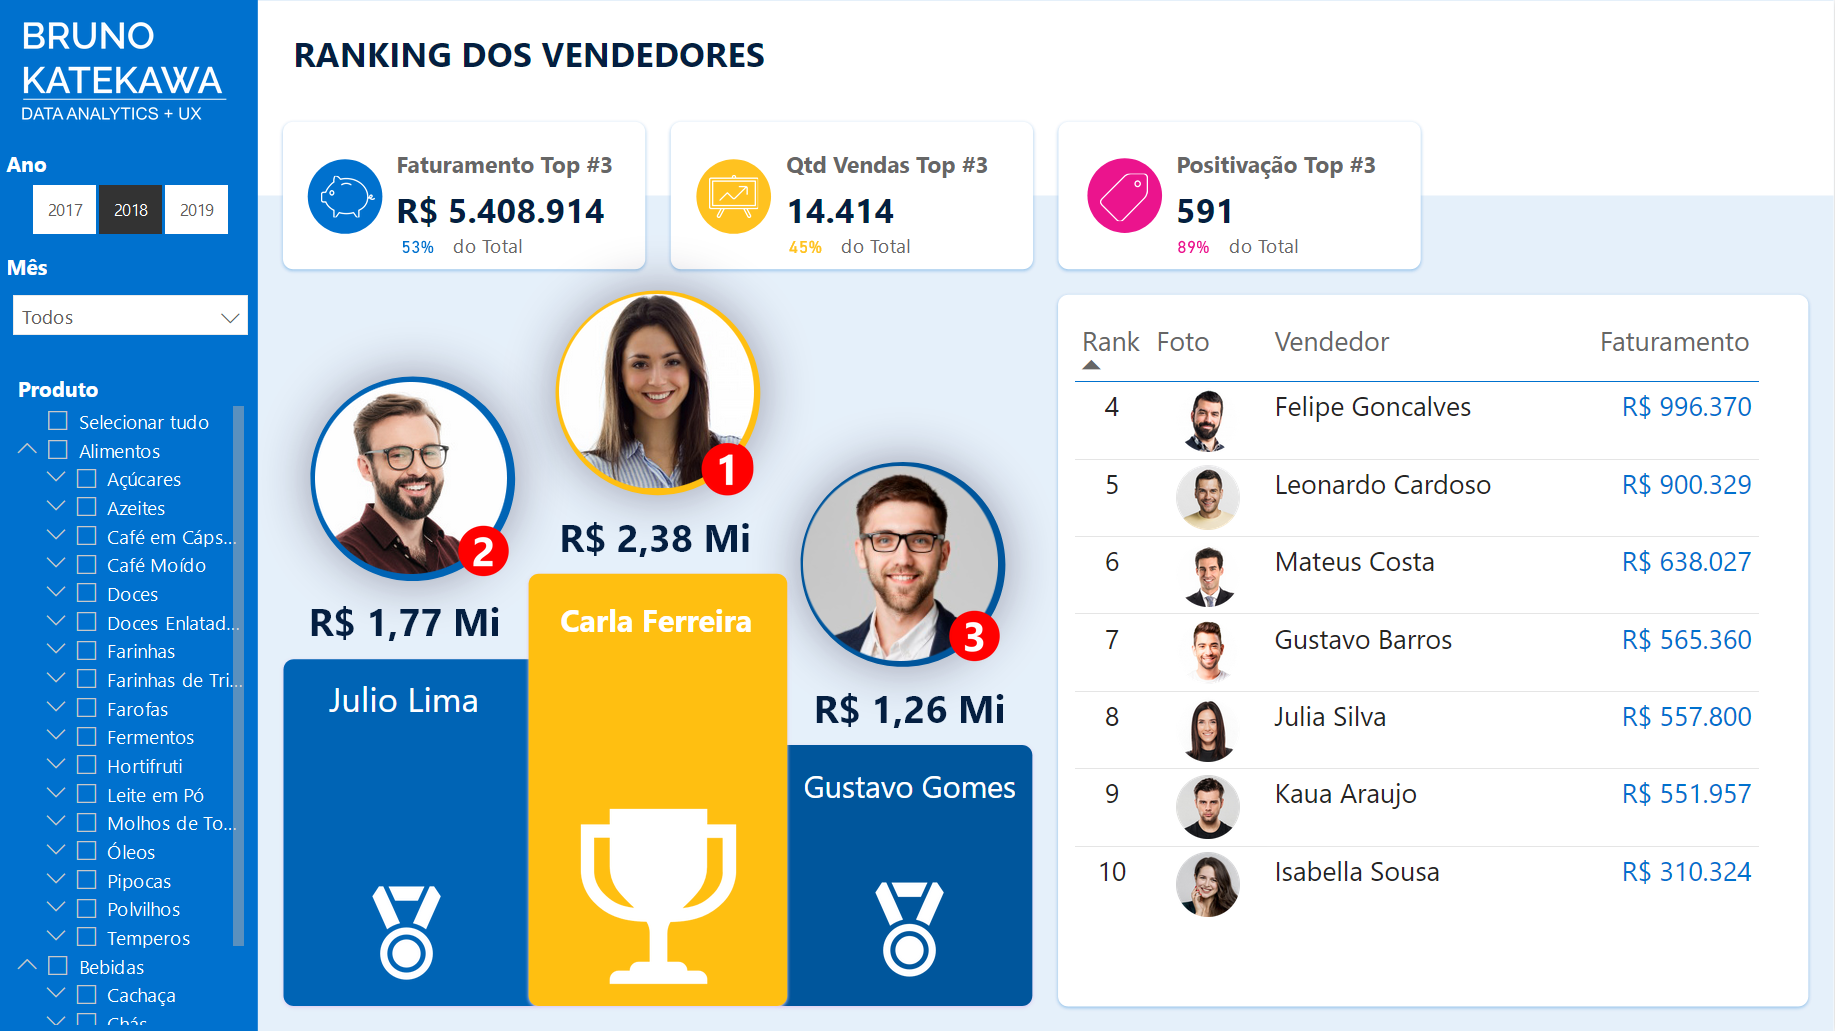 BRUNO
KATEKAWA
DATA ANALYTICS + UX
Ano
2017 2018 2019
Mês
Todos
Produto
Selecionar tudo
Alimentos
Açúcares
Azeites
Café em Cáps...
Café Moído
Doces
Doces Enlatad...
Farinhas
Farinhas de Tri...
Farofas
Fermentos
Hortifruti
Leite em Pó
Molhos de To...
Óleos
Pipocas
Polvilhos
Temperos
Bebidas
Cachaça
Chás
RANKING DOS VENDEDORES
Faturamento Top #3
R$ 5.408.914
53% do Total
Qtd Vendas Top #3
14.414
45% do Total
Positivação Top #3
591
89% do Total
1
R$ 2,38 Mi
Carla Ferreira
2
R$ 1,77 Mi
Julio Lima
3
R$ 1,26 Mi
Gustavo Gomes
Rank Foto Vendedor Faturamento
4 Felipe Goncalves R$ 996.370
5 Leonardo Cardoso R$ 900.329
6 Mateus Costa R$ 638.027
7 Gustavo Barros R$ 565.360
8 Julia Silva R$ 557.800
9 Kaua Araujo R$ 551.957
10 Isabella Sousa R$ 310.324